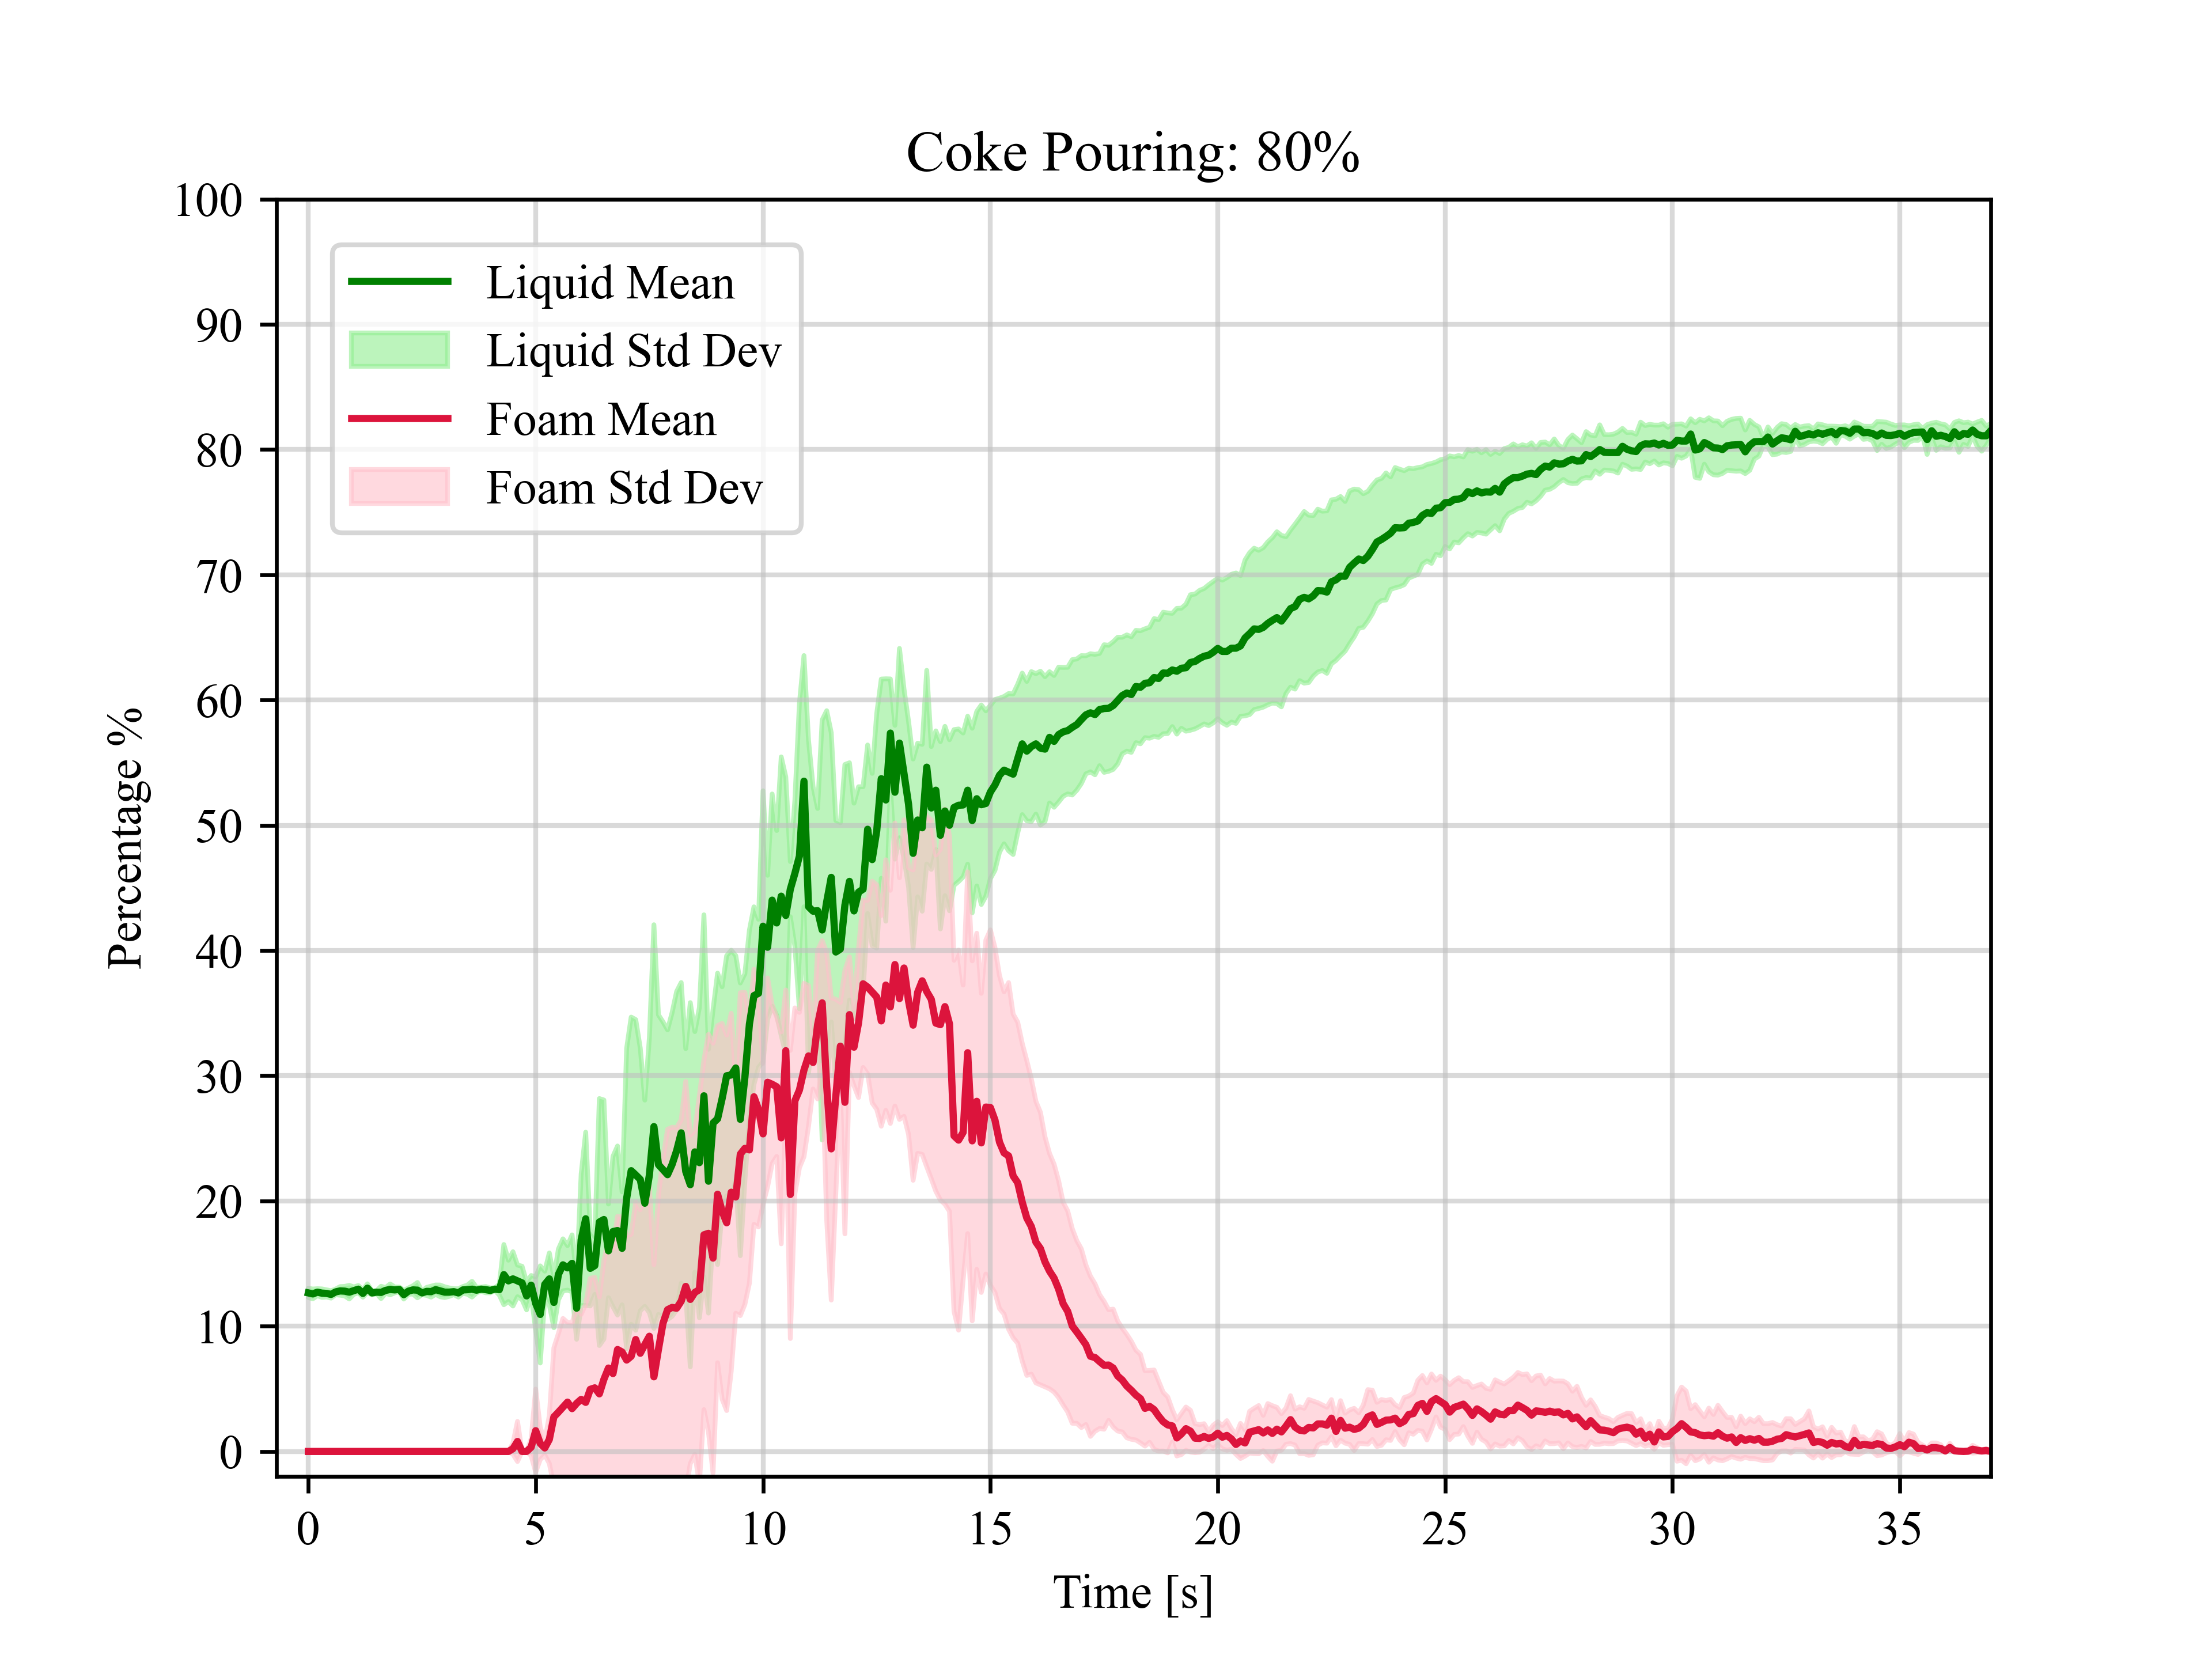 Coke Pouring: 80%
100
90
80
70
60
50
40
30
20
10
0
Percentage %
Liquid Mean
Liquid Std Dev
Foam Mean
Foam Std Dev
0 5 10 15 20 25 30 35
Time [s]